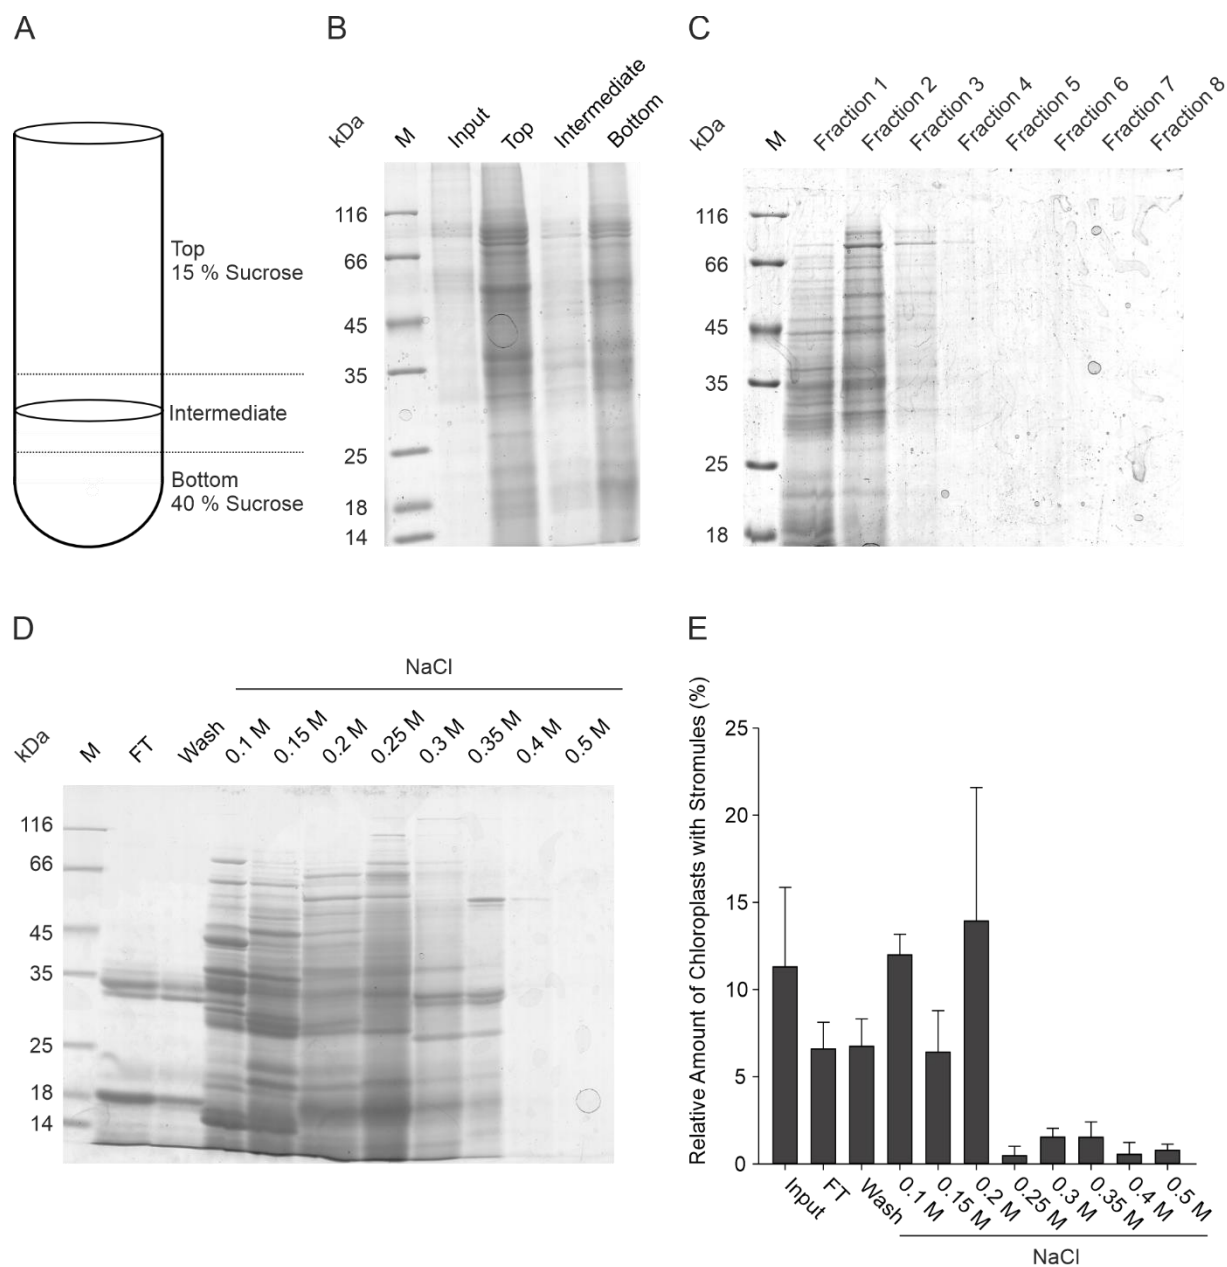 A
Top
15 % Sucrose
Intermediate
Bottom
40 % Sucrose
B
kDa
M
Input
Top
Intermediate
Bottom
116
66
45
35
25
18
14
C
kDa
M
Fraction 1
Fraction 2
Fraction 3
Fraction 4
Fraction 5
Fraction 6
Fraction 7
Fraction 8
116
66
45
35
25
18
D
NaCl
kDa
M
FT
Wash
0.1 M
0.15 M
0.2 M
0.25 M
0.3 M
0.35 M
0.4 M
0.5 M
116
66
45
35
25
18
14
E
Relative Amount of Chloroplasts with Stromules (%)
25
20
15
10
5
0
Input
FT
Wash
0.1 M
0.15 M
0.2 M
0.25 M
0.3 M
0.35 M
0.4 M
0.5 M
NaCl